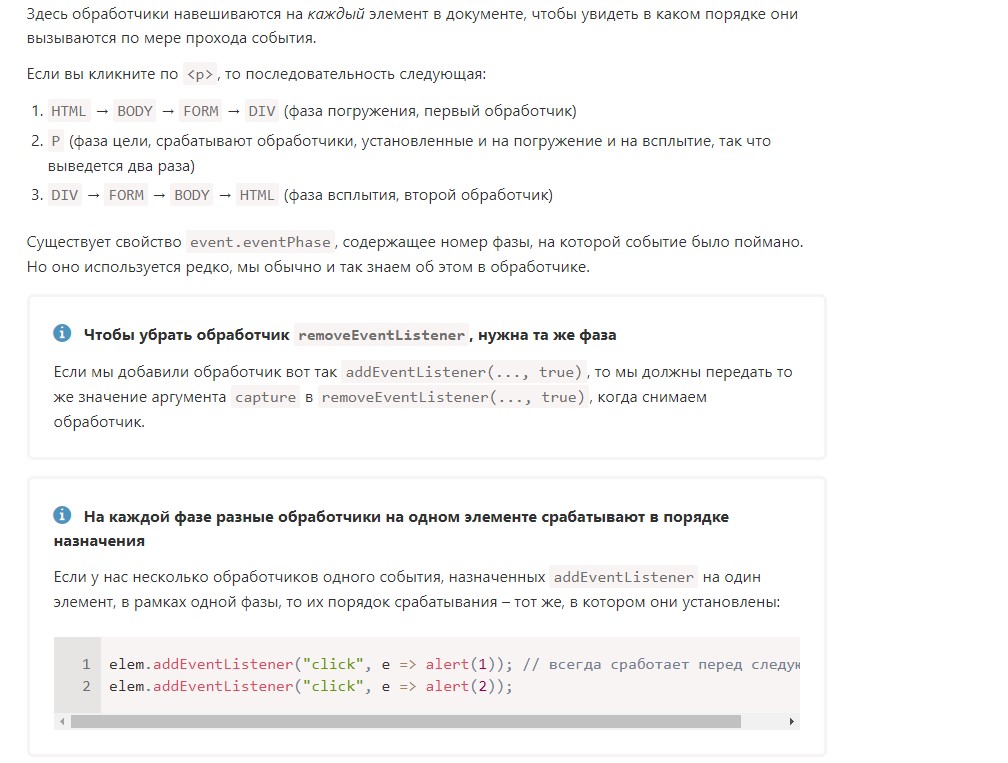 Здесь обработчики навешиваются на каждый элемент в документе, чтобы увидеть в каком порядке они
вызываются по мере прохода события.
Если вы кликните по <p>, то последовательность следующая:
1. HTML → BODY → FORM → DIV (фаза погружения, первый обработчик)
2. P (фаза цели, срабатывают обработчики, установленные и на погружение и на всплытие, так что
выведется два раза)
3. DIV → FORM → BODY → HTML (фаза всплытия, второй обработчик)
Существует свойство event.eventPhase, содержащее номер фазы, на которой событие было поймано.
Но оно используется редко, мы обычно и так знаем об этом в обработчике.
Чтобы убрать обработчик removeEventListener, нужна та же фаза
Если мы добавили обработчик вот так addEventListener(..., true), то мы должны передать то
же значение аргумента capture в removeEventListener(..., true), когда снимаем
обработчик.
На каждой фазе разные обработчики на одном элементе срабатывают в порядке
назначения
Если у нас несколько обработчиков одного события, назначенных addEventListener на один
элемент, в рамках одной фазы, то их порядок срабатывания – тот же, в котором они установлены:
1 elem.addEventListener("click", e => alert(1)); // всегда сработает перед
2 elem.addEventListener("click", e => alert(2));